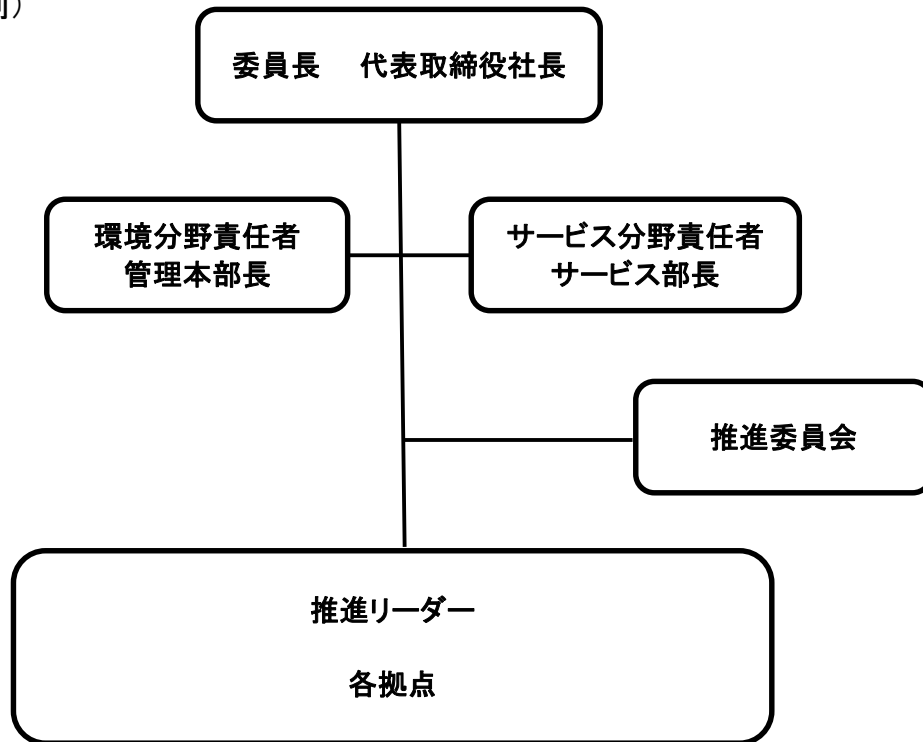 ）
委員長　代表取締役社長
環境分野責任者
管理本部長
サービス分野責任者
サービス部長
推進委員会
推進リーダー
各拠点